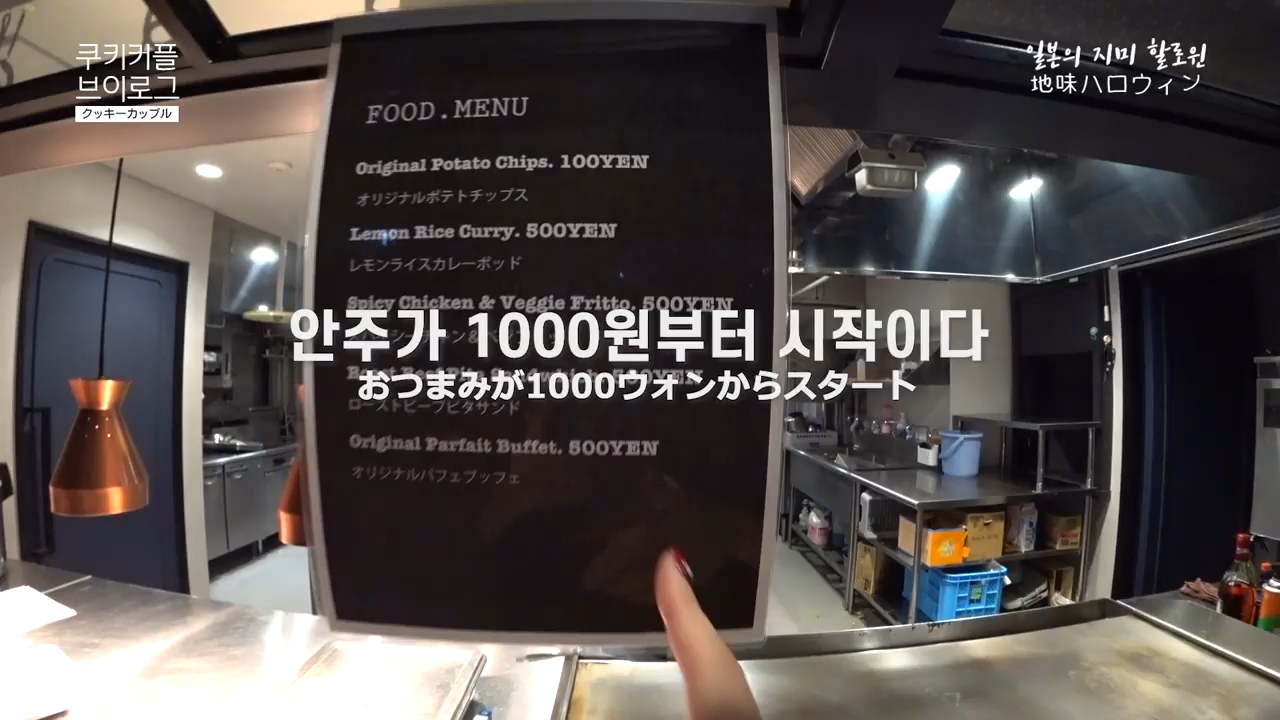 쿠키커플
브이로그
クッキーカップル
일본의 지미 할로윈
地味ハロウィン
FOOD.MENU
Original Potato Chips. 100YEN
オリジナルポテトチップス
Lemon Rice Curry. 500YEN
レモンライスカレーポッド
Spicy Chicken & Veggie Fritto. 500YEN
안주가 1000원부터 시작이다
おつまみが1000ウォンからスタート
ローストビーフピタサンド
Original Parfait Buffet. 500YEN
オリジナルパフェブッフェ